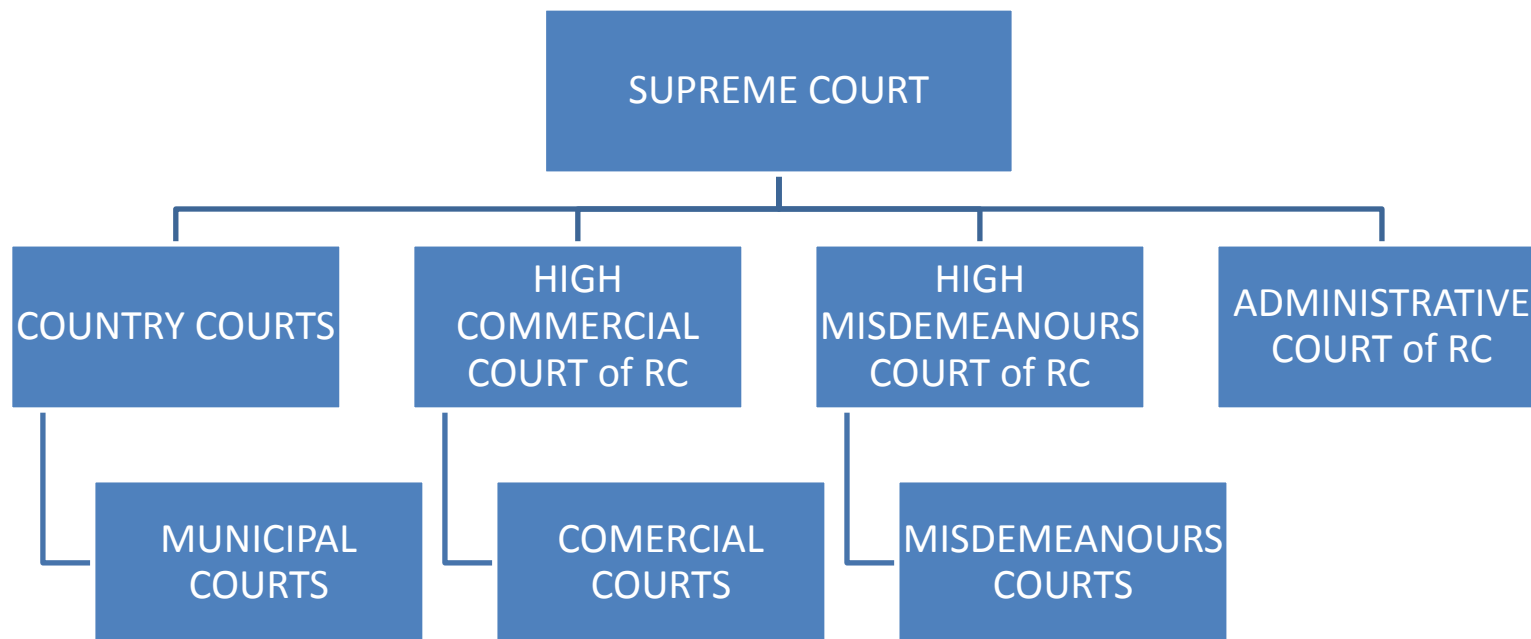 SUPREME COURT
COUNTRY COURTS
HIGH
COMMERCIAL
COURT of RC
HIGH
MISDEMEANOURS
COURT of RC
ADMINISTRATIVE
COURT of RC
MUNICIPAL
COURTS
COMERCIAL
COURTS
MISDEMEANOURS
COURTS